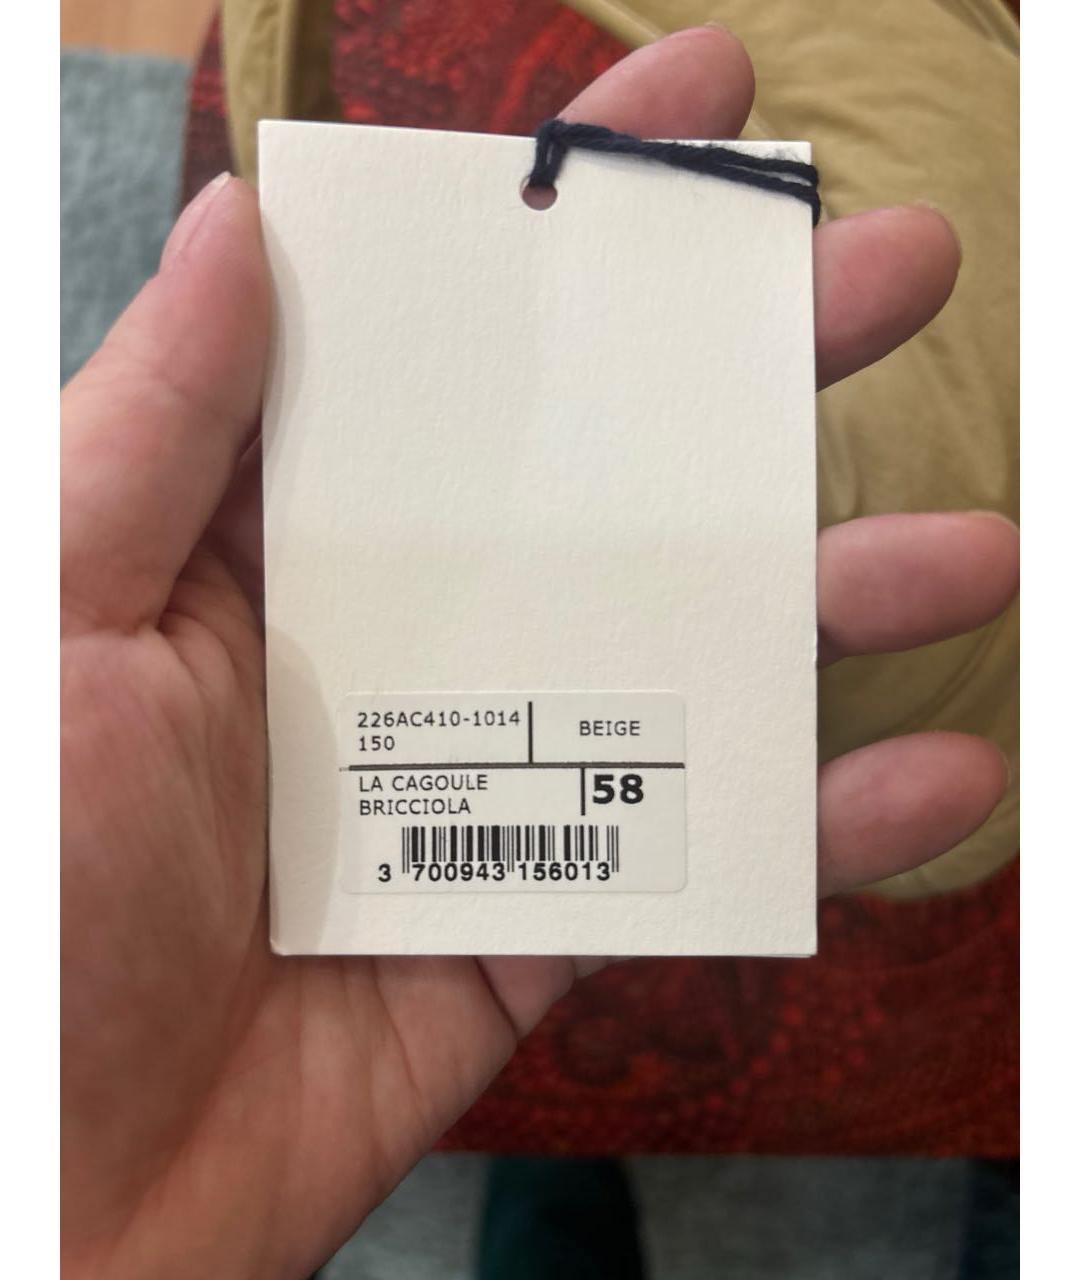 226AC410-1014
150
BEIGE
LA CAGOULE
BRICCIOLA
58
3 700943 156013